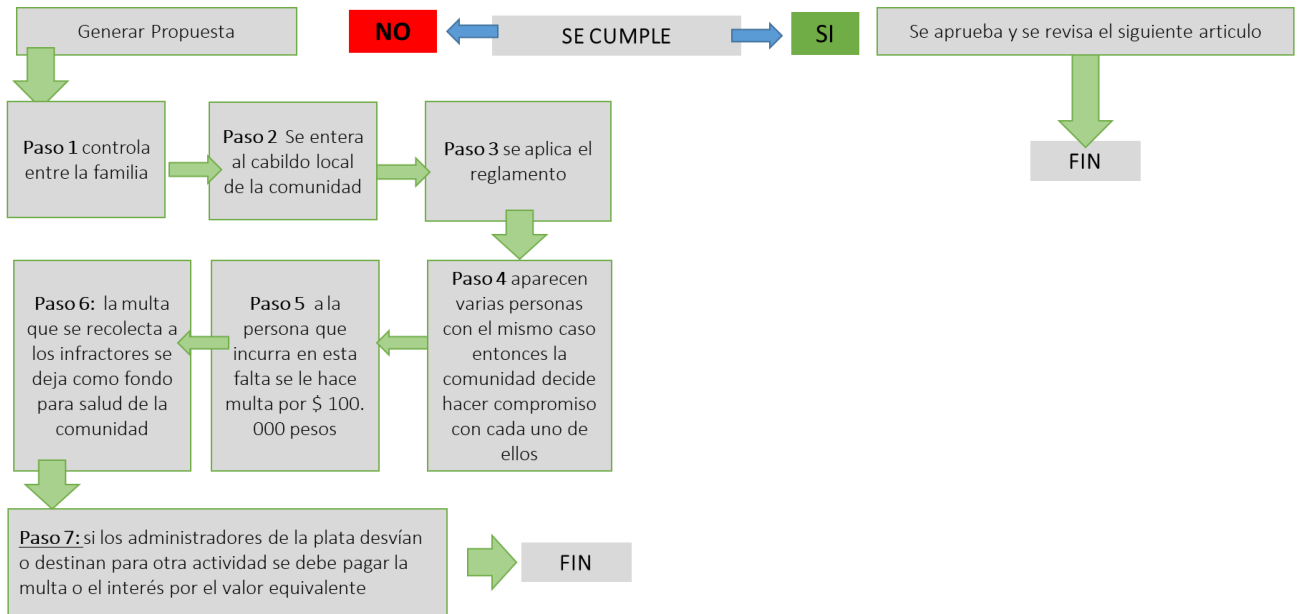 Generar Propuesta
NO
SE CUMPLE
SI
Se aprueba y se revisa el siguiente articulo
FIN
Paso 1 controla
entre la familia
Paso 2 Se entera
al cabildo local
de la comunidad
Paso 3 se aplica el
reglamento
Paso 4 aparecen
varias personas
con el mismo caso
entonces la
comunidad decide
hacer compromiso
con cada uno de
ellos
Paso 5 a la
persona que
incurra en esta
falta se le hace
multa por $ 100.
000 pesos
Paso 6: la multa
que se recolecta a
los infractores se
deja como fondo
para salud de la
comunidad
Paso 7: si los administradores de la plata desvían
o destinan para otra actividad se debe pagar la
multa o el interés por el valor equivalente
FIN